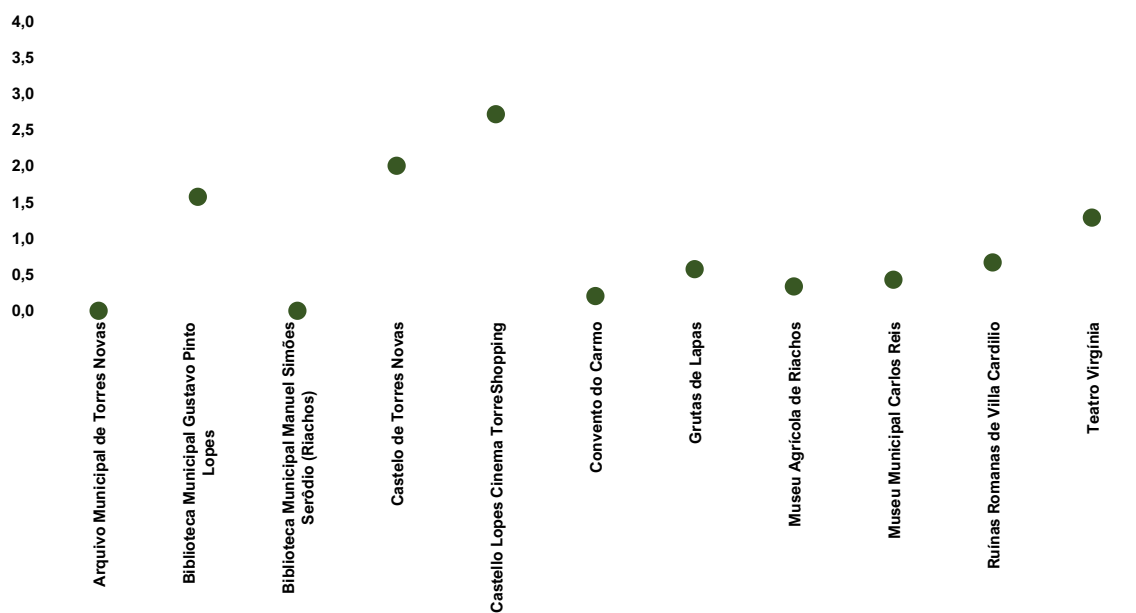 4,0
3,5
3,0
2,5
2,0
1,5
1,0
0,5
0,0
Arquivo Municipal de Torres Novas
Biblioteca Municipal Gustavo Pinto
Lopes
Biblioteca Municipal Manuel Simões
Serôdio (Riachos)
Castelo de Torres Novas
Castello Lopes Cinema TorreShopping
Convento do Carmo
Grutas de Lapas
Museu Agrícola de Riachos
Museu Municipal Carlos Reis
Ruínas Romanas de Villa Cardilio
Teatro Virgínia